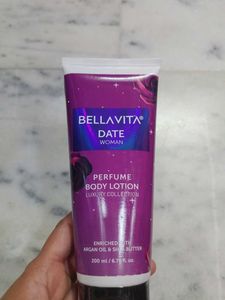 BELLAVITA®
DATE
WOMAN
PERFUME
BODY LOTION
LUXURY COLLECTION
ENRICHED WITH
ARGAN OIL & SHEA BUTTER
200 ml / 6.76 fl. oz.